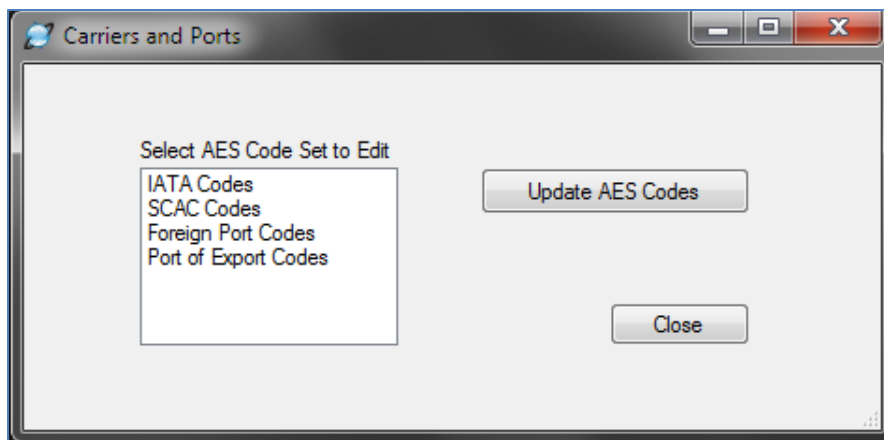 Carriers and Ports
Select AES Code Set to Edit
IATA Codes
SCAC Codes
Foreign Port Codes
Port of Export Codes
Update AES Codes
Close